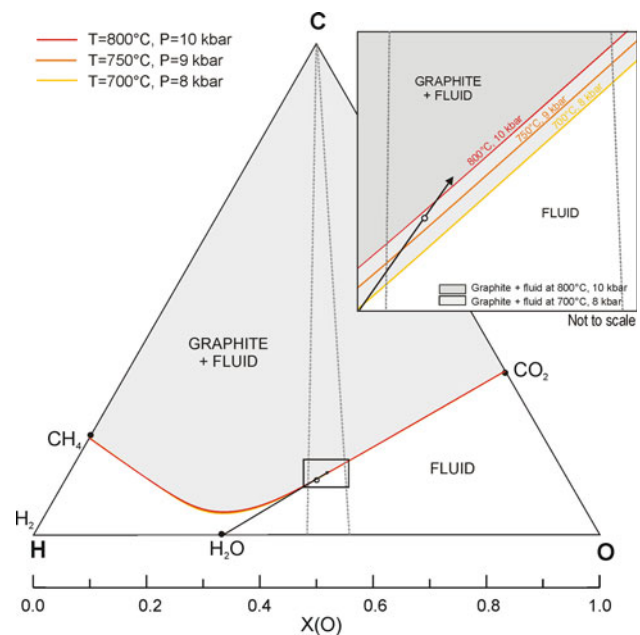 T=800°C, P=10 kbar
T=750°C, P=9 kbar
T=700°C, P=8 kbar
C
GRAPHITE
+ FLUID
800°C, 10 kbar
750°C, 9 kbar
700°C, 8 kbar
FLUID
Graphite + fluid at 800°C, 10 kbar
Graphite + fluid at 700°C, 8 kbar
Not to scale
GRAPHITE
+ FLUID
CO₂
CH₄
FLUID
H₂
H
H₂O
O
0.0 0.2 0.4 0.6 0.8 1.0
X(O)